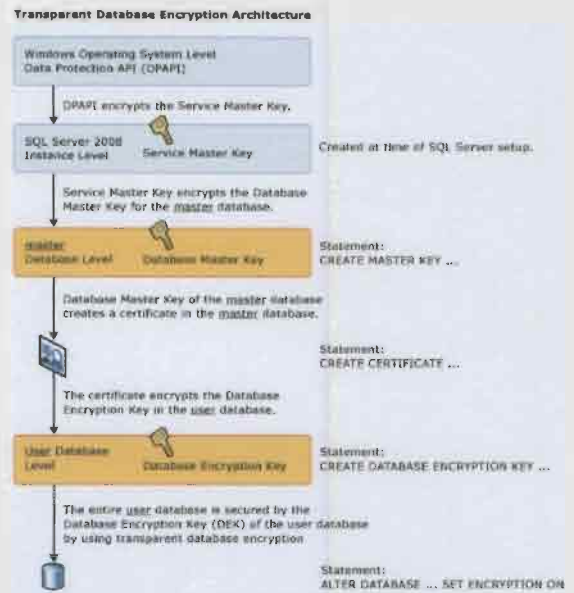 Transparent Database Encryption Architecture
Windows Operating System Level
Data Protection API (DPAPI)
DPAPI encrypts the Service Master Key.
SQL Server 2008
Instance Level
Service Master Key
Created at time of SQL Server setup.
Service Master Key encrypts the Database
Master Key for the master database.
master
Database Level
Database Master Key
Statement:
CREATE MASTER KEY ...
Database Master Key of the master database
creates a certificate in the master database.
Statement:
CREATE CERTIFICATE ...
The certificate encrypts the Database
Encryption Key in the user database.
User Database
Level
Database Encryption Key
Statement:
CREATE DATABASE ENCRYPTION KEY ...
The entire user database is secured by the
Database Encryption Key (DEK) of the user database
by using transparent database encryption
Statement:
ALTER DATABASE ... SET ENCRYPTION ON